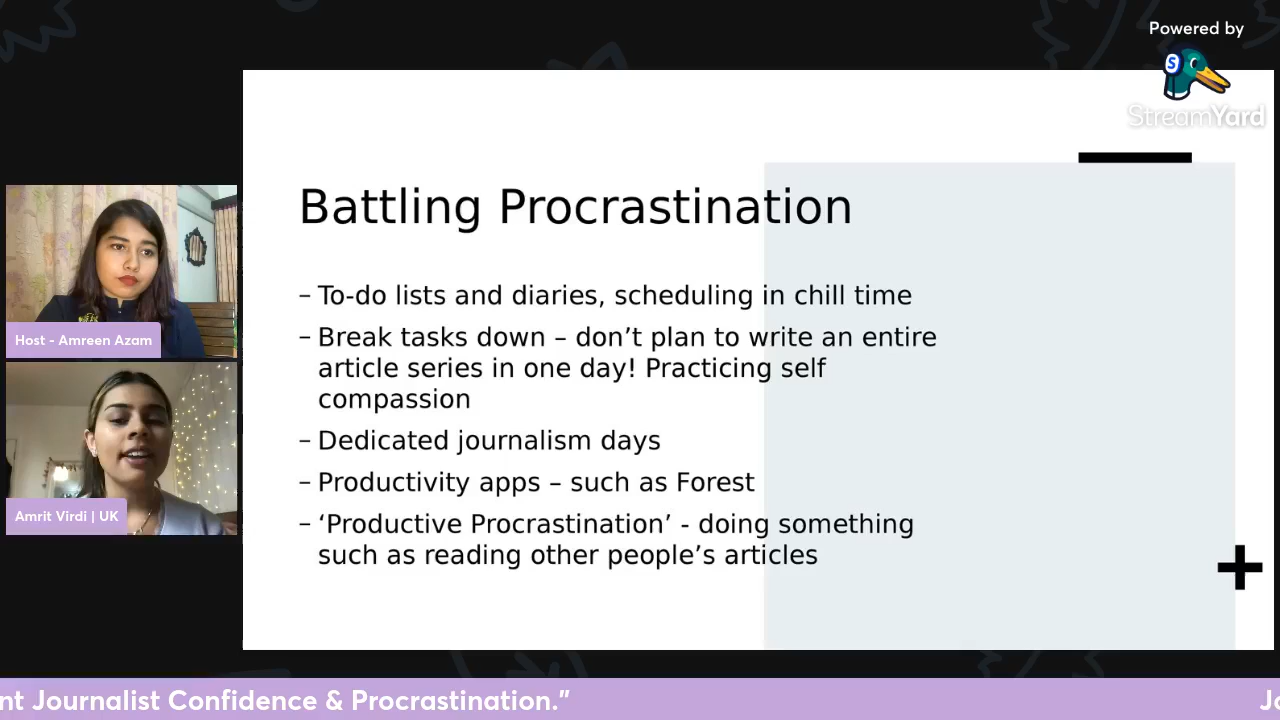 Powered by
StreamYard
Battling Procrastination
– To-do lists and diaries, scheduling in chill time
– Break tasks down – don’t plan to write an entire
article series in one day! Practicing self
compassion
– Dedicated journalism days
– Productivity apps – such as Forest
– ‘Productive Procrastination’ - doing something
such as reading other people’s articles
Host - Amreen Azam
Amrit Virdi | UK
nt Journalist Confidence & Procrastination.”